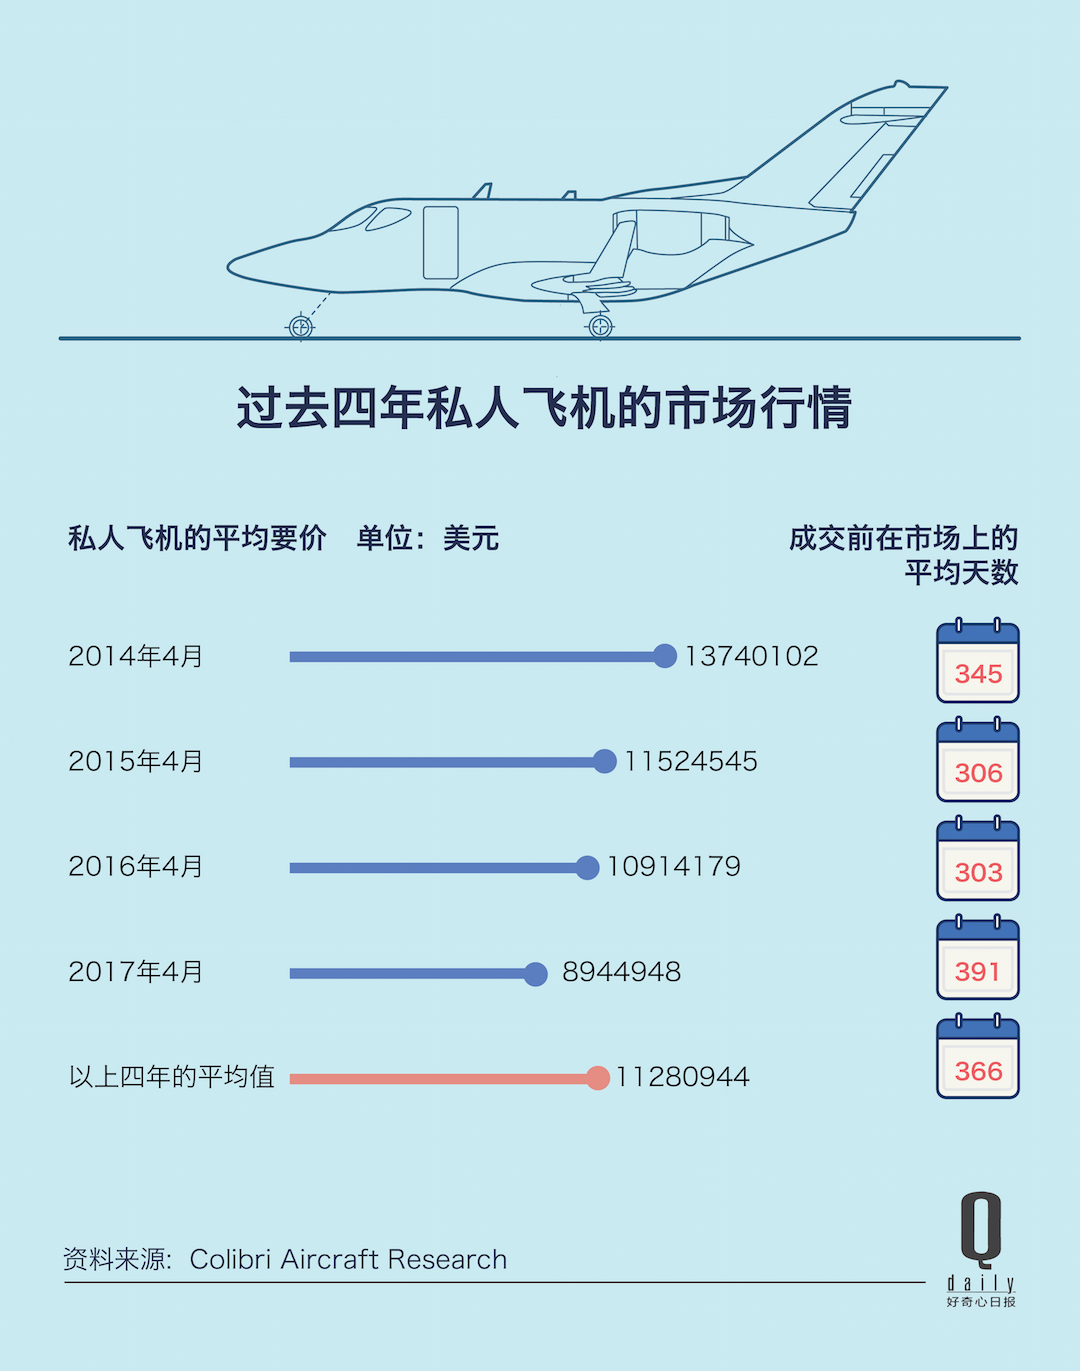 过去四年私人飞机的市场行情
私人飞机的平均要价 单位：美元
成交前在市场上的
平均天数
2014年4月 13740102 345
2015年4月 11524545 306
2016年4月 10914179 303
2017年4月 8944948 391
以上四年的平均值 11280944 366
资料来源：Colibri Aircraft Research
Q
daily
好奇心日报